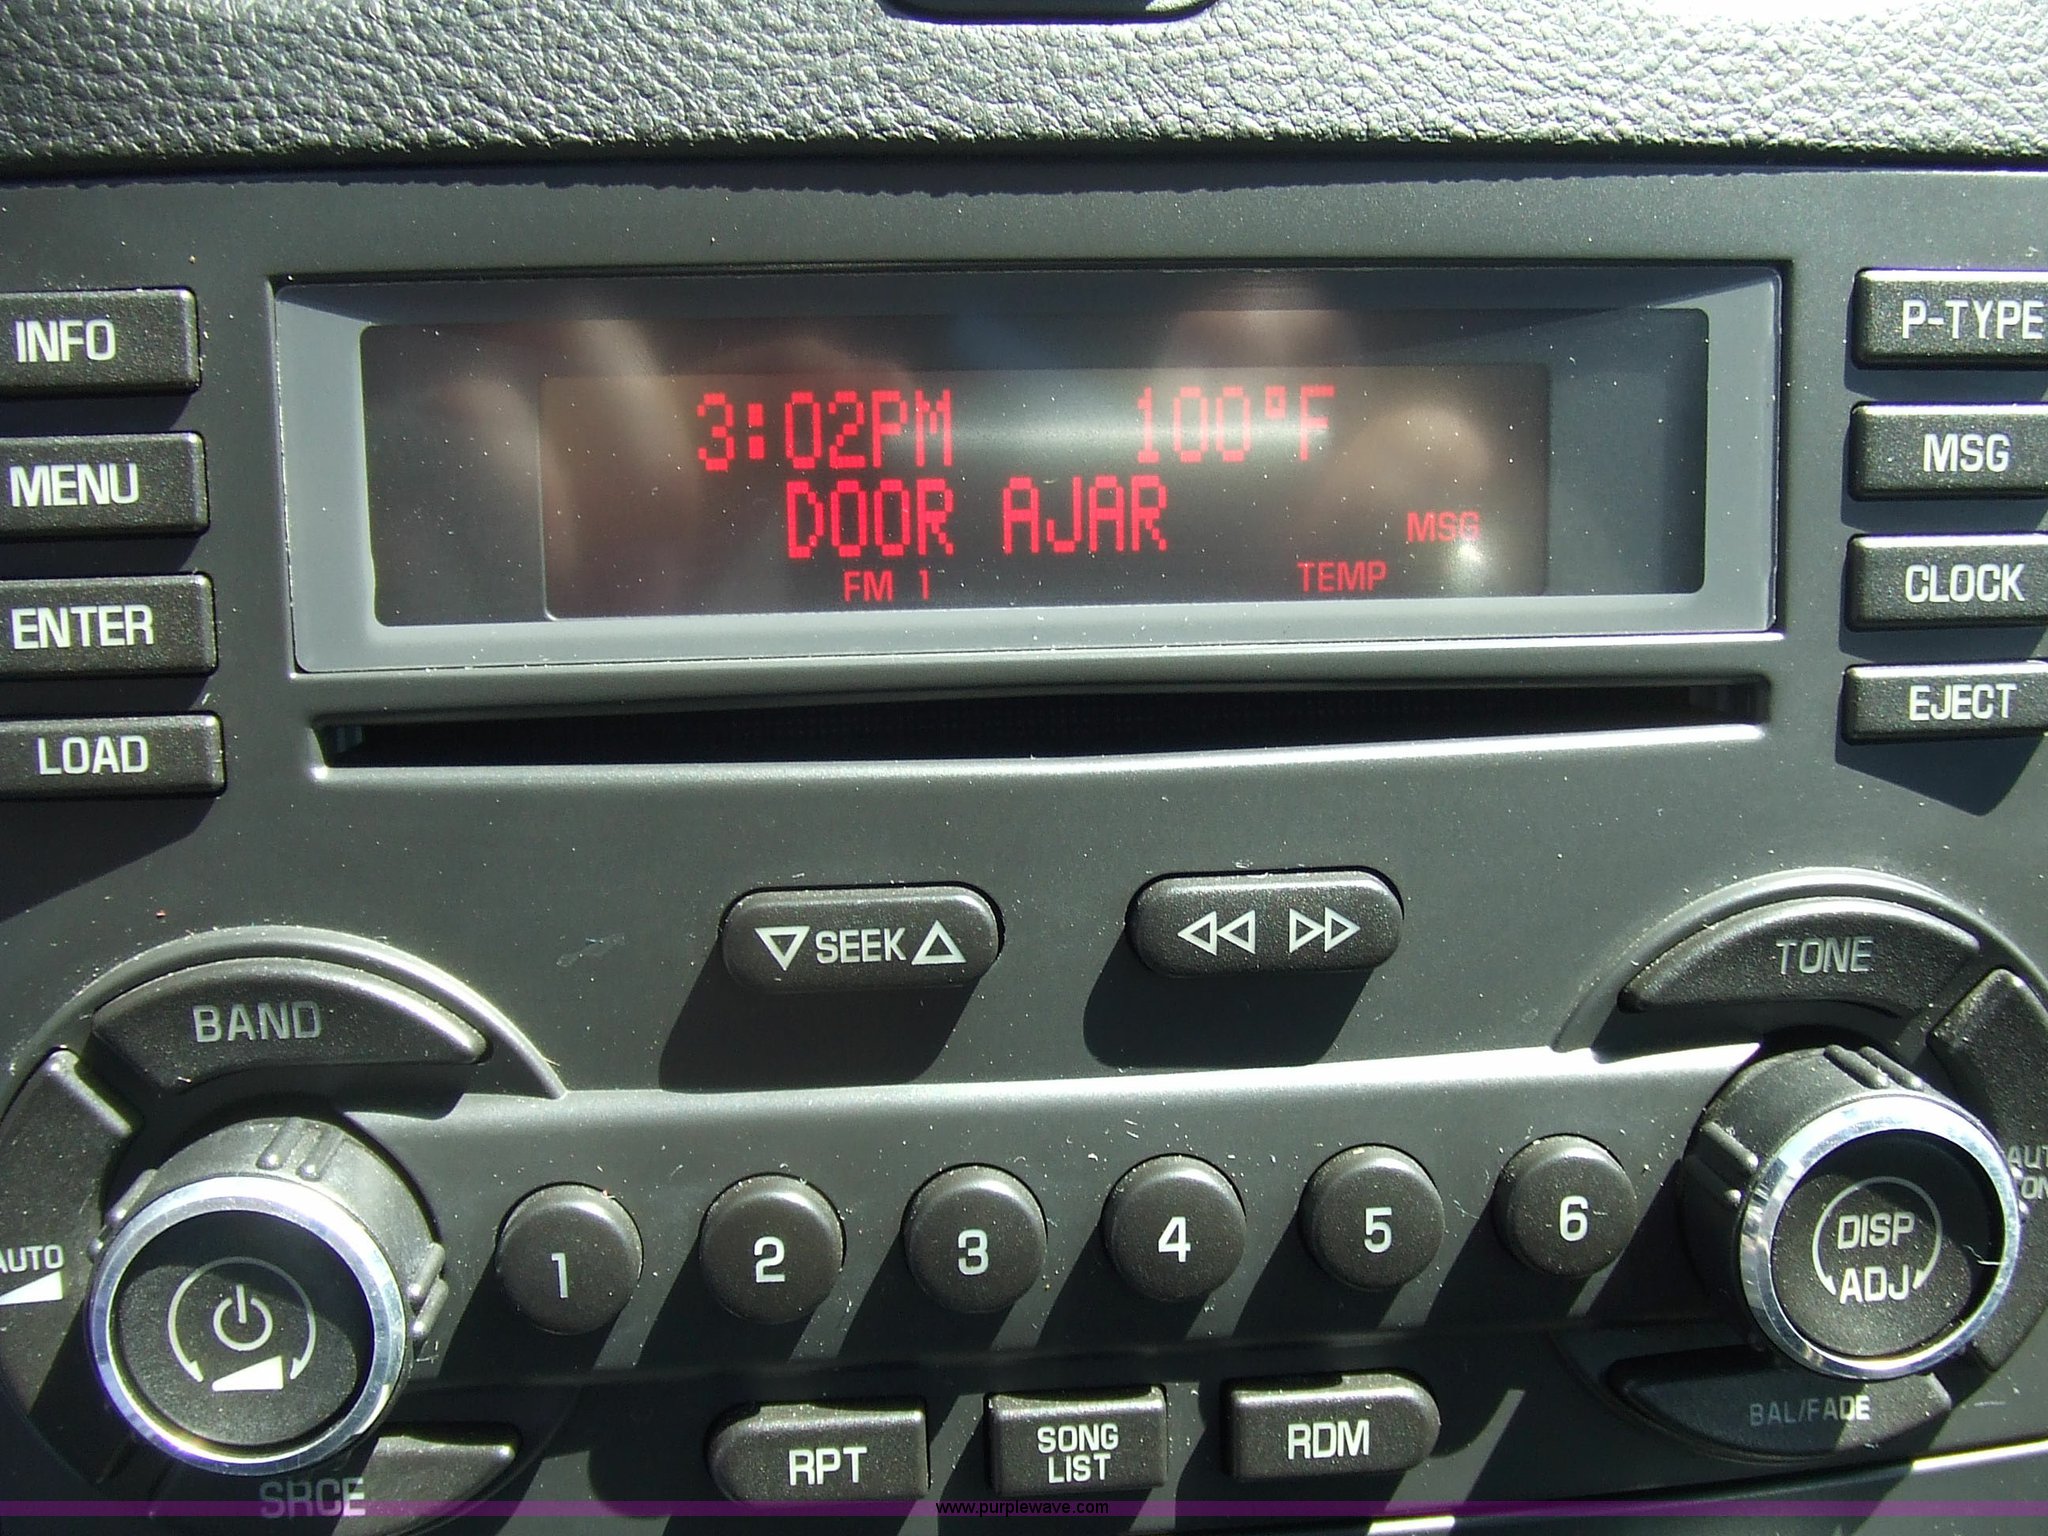 INFO
MENU
ENTER
LOAD
3:02PM 100°F
DOOR AJAR
MSG
FM 1 TEMP
P-TYPE
MSG
CLOCK
EJECT
SEEK
BAND
TONE
AUTO
1 2 3 4 5 6
DISP
ADJ
BAL/FADE
RPT
SONG
LIST
RDM
SRCE
www.purplewave.com